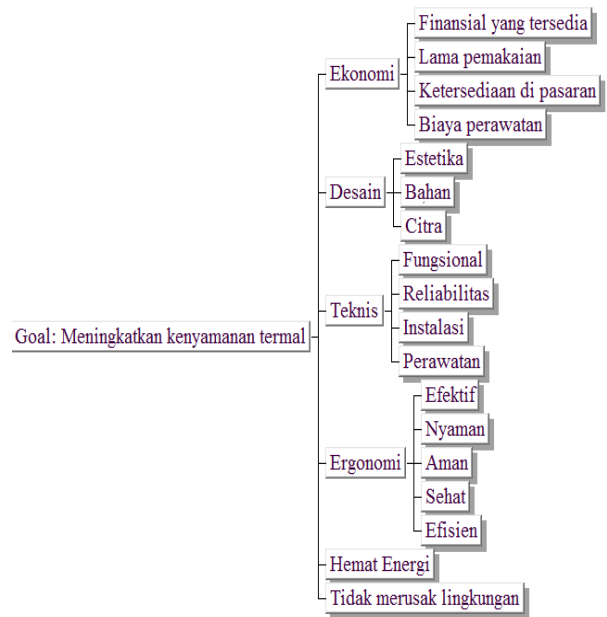 Finansial yang tersedia
Ekonomi
Lama pemakaian
Ketersediaan di pasaran
Biaya perawatan
Estetika
Desain
Bahan
Citra
Fungsional
Teknis
Reliabilitas
Instalasi
Goal: Meningkatkan kenyamanan termal
Perawatan
Efektif
Nyaman
Ergonomi
Aman
Sehat
Efisien
Hemat Energi
Tidak merusak lingkungan